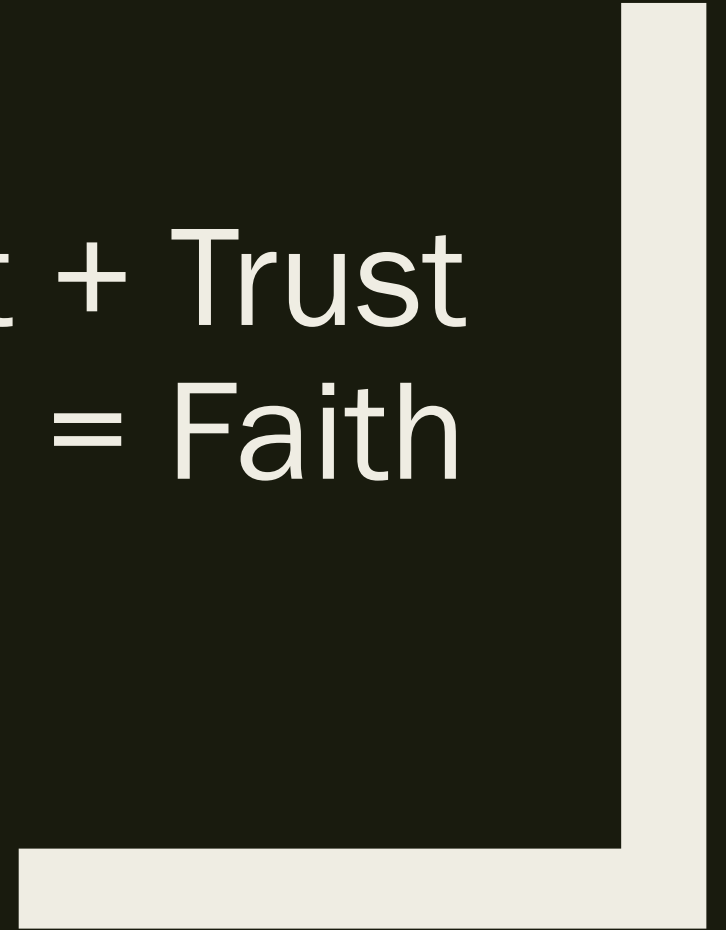 + Trust
= Faith